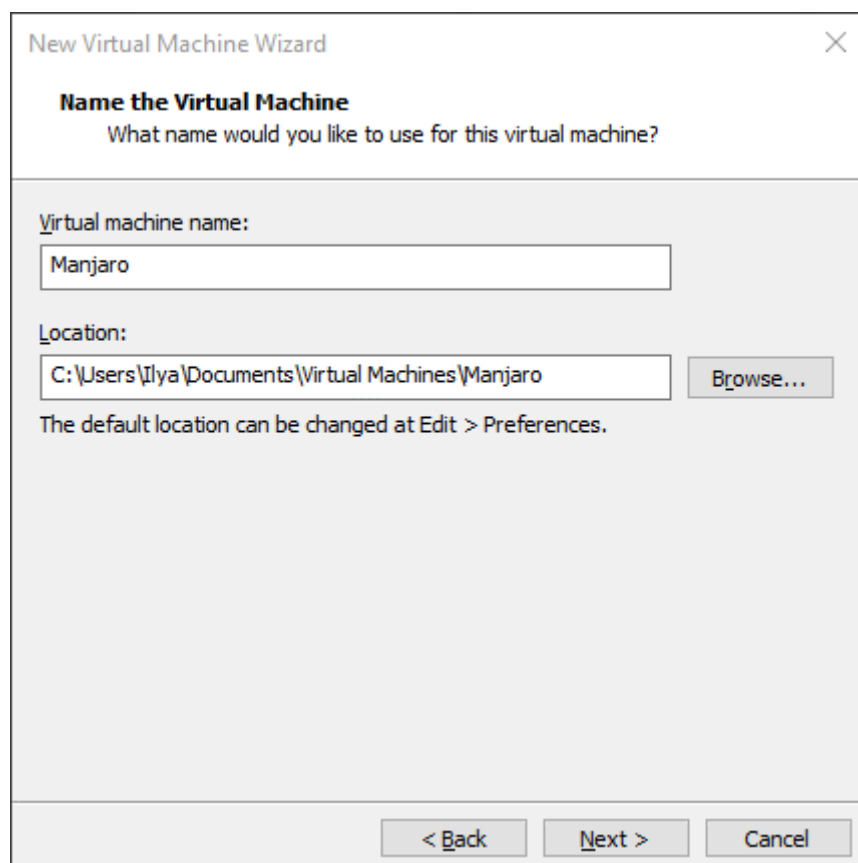 New Virtual Machine Wizard
Name the Virtual Machine
What name would you like to use for this virtual machine?
Virtual machine name:
Manjaro
Location:
C:\Users\Ilya\Documents\Virtual Machines\Manjaro
Browse...
The default location can be changed at Edit > Preferences.
< Back Next > Cancel